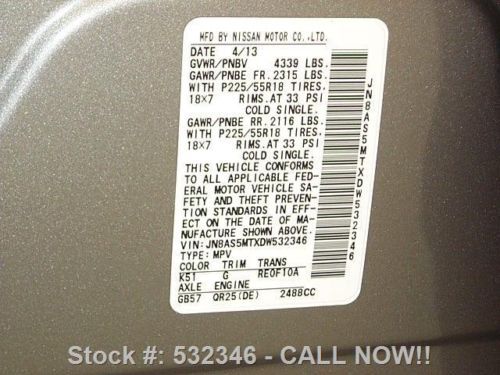 MFD BY NISSAN MOTOR CO.,LTD.
DATE 4/13
GVWR/PNBV 4339 LBS.
GAWR/PNBE FR. 2315 LBS.
WITH P225/55R18 TIRES,
18x7 RIMS.AT 33 PSI
COLD SINGLE.
GAWR/PNBE RR. 2116 LBS.
WITH P225/55R18 TIRES,
18x7 RIMS.AT 33 PSI
COLD SINGLE.
THIS VEHICLE CONFORMS
TO ALL APPLICABLE FED-
ERAL MOTOR VEHICLE SA-
FETY AND THEFT PREVEN-
TION STANDARDS IN EFF-
ECT ON THE DATE OF MA-
NUFACTURE SHOWN ABOVE.
VIN:JN8AS5MTXDW532346
TYPE:MPV
COLOR TRIM TRANS
K51 G RE0F10A
AXLE ENGINE
GB57 QR25(DE) 2488CC
JN8AS5MTXDW532346
Stock #: 532346 - CALL NOW!!